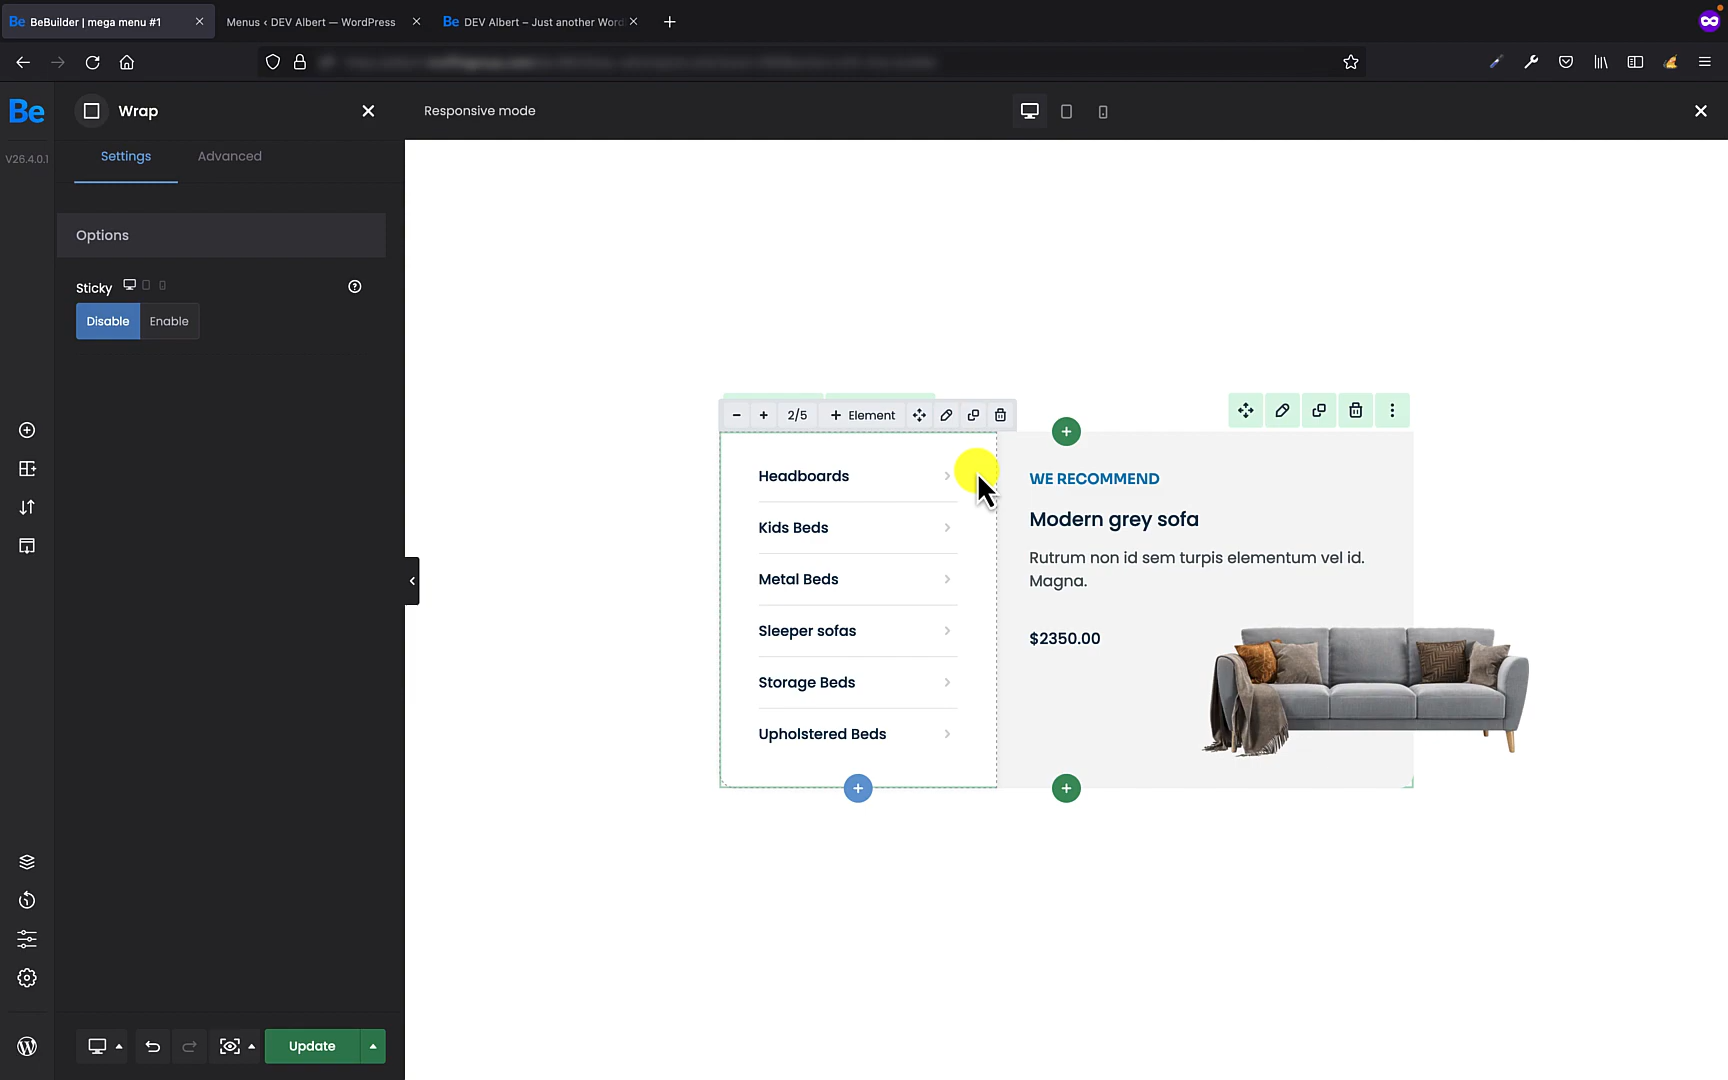 Be BeBuilder | mega menu #1
Menus ‹ DEV Albert — WordPress
Be DEV Albert – Just another Word
Be
V26.4.0.1
Wrap
Responsive mode
Settings
Advanced
Options
Sticky
Disable
Enable
2/5
Element
Headboards
Kids Beds
Metal Beds
Sleeper sofas
Storage Beds
Upholstered Beds
WE RECOMMEND
Modern grey sofa
Rutrum non id sem turpis elementum vel id.
Magna.
$2350.00
Update